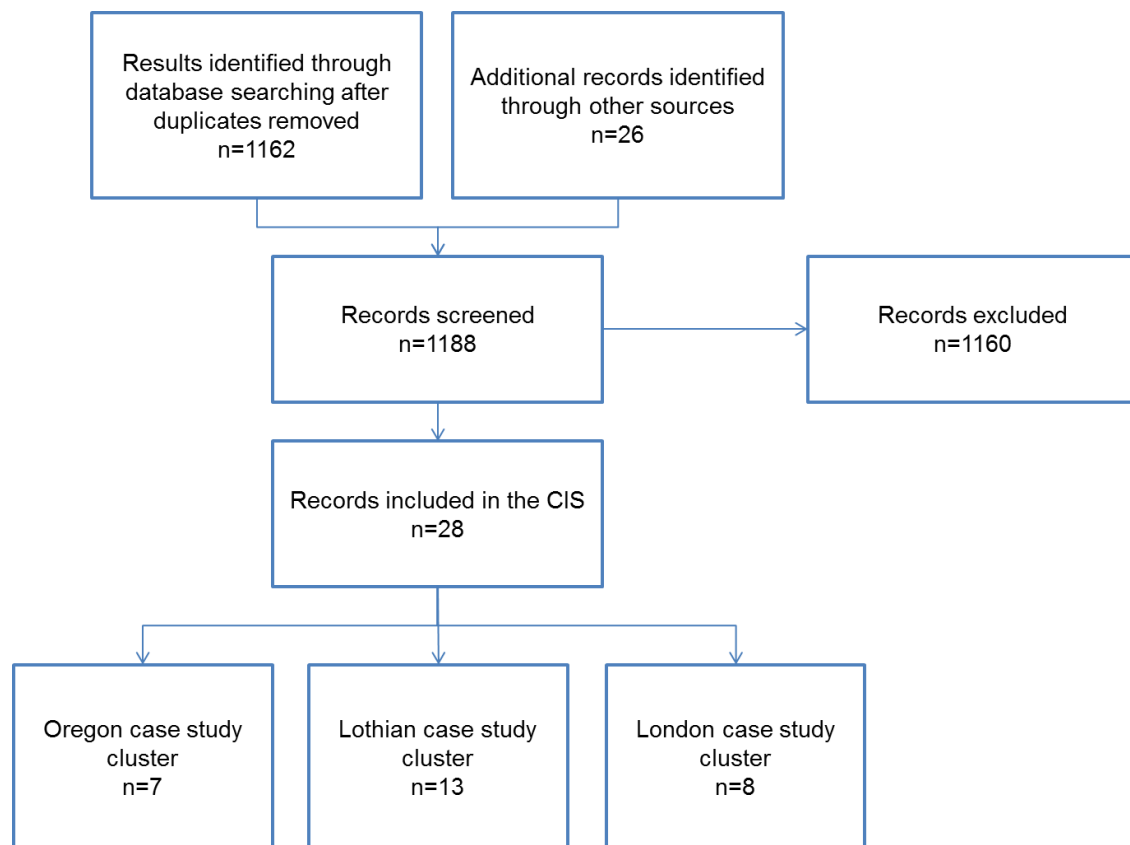 Results identified through
database searching after
duplicates removed
n=1162
Additional records identified
through other sources
n=26
Records screened
n=1188
Records excluded
n=1160
Records included in the CIS
n=28
Oregon case study
cluster
n=7
Lothian case study
cluster
n=13
London case study
cluster
n=8